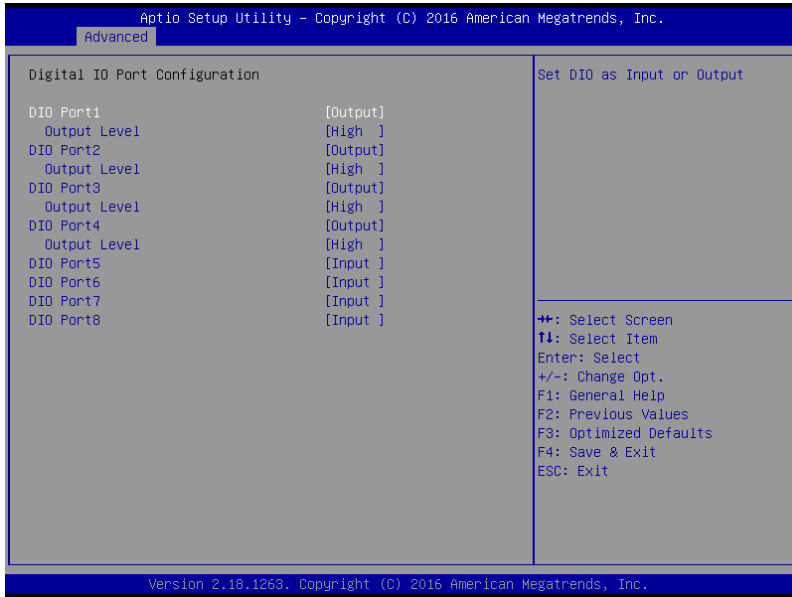 Aptio Setup Utility – Copyright (C) 2016 American Megatrends, Inc.
Advanced
Digital IO Port Configuration
DIO Port1 [Output]
Output Level [High ]
DIO Port2 [Output]
Output Level [High ]
DIO Port3 [Output]
Output Level [High ]
DIO Port4 [Output]
Output Level [High ]
DIO Port5 [Input ]
DIO Port6 [Input ]
DIO Port7 [Input ]
DIO Port8 [Input ]
Set DIO as Input or Output
→←: Select Screen
↑↓: Select Item
Enter: Select
+/-: Change Opt.
F1: General Help
F2: Previous Values
F3: Optimized Defaults
F4: Save & Exit
ESC: Exit
Version 2.18.1263. Copyright (C) 2016 American Megatrends, Inc.